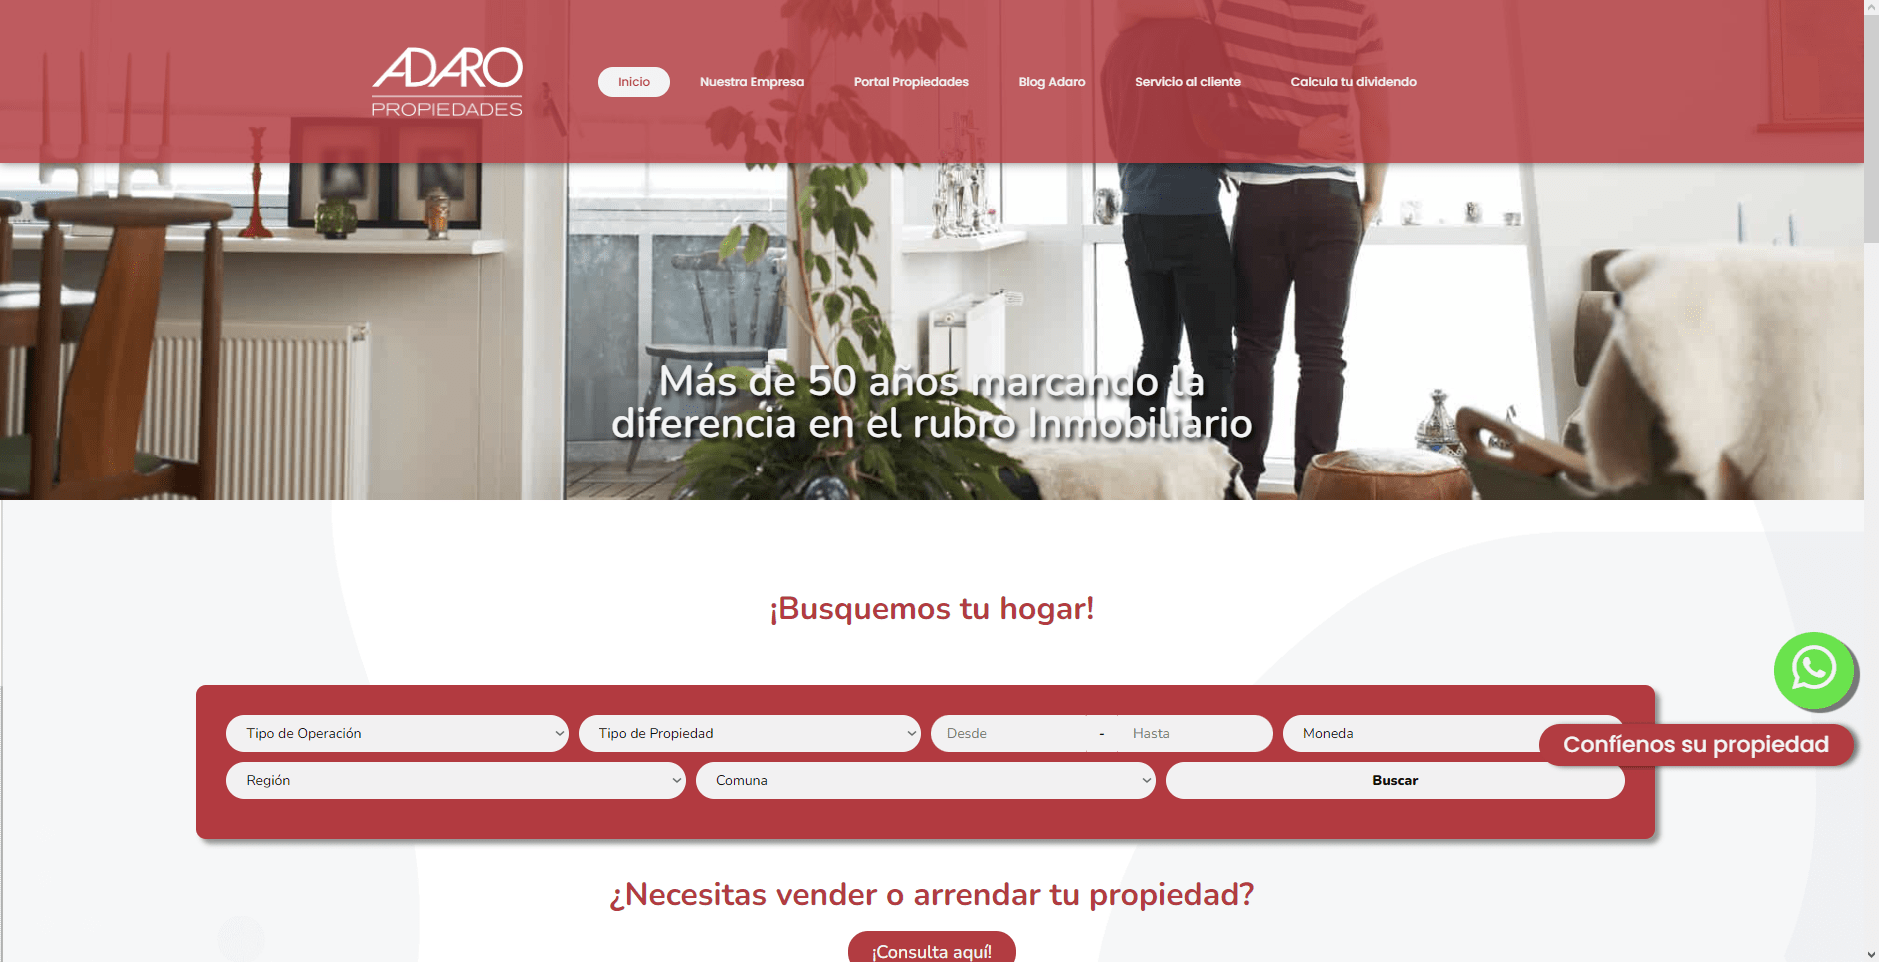 ADARO
PROPIEDADES
Inicio
Nuestra Empresa
Portal Propiedades
Blog Adaro
Servicio al cliente
Calcula tu dividendo
Más de 50 años marcando la
diferencia en el rubro Inmobiliario
¡Busquemos tu hogar!
Tipo de Operación
Tipo de Propiedad
Desde - Hasta
Moneda
Confíenos su propiedad
Región
Comuna
Buscar
¿Necesitas vender o arrendar tu propiedad?
¡Consulta aquí!